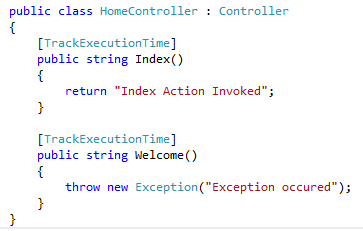 public class HomeController : Controller
{
    [TrackExecutionTime]
    public string Index()
    {
        return "Index Action Invoked";
    }

    [TrackExecutionTime]
    public string Welcome()
    {
        throw new Exception("Exception occured");
    }
}